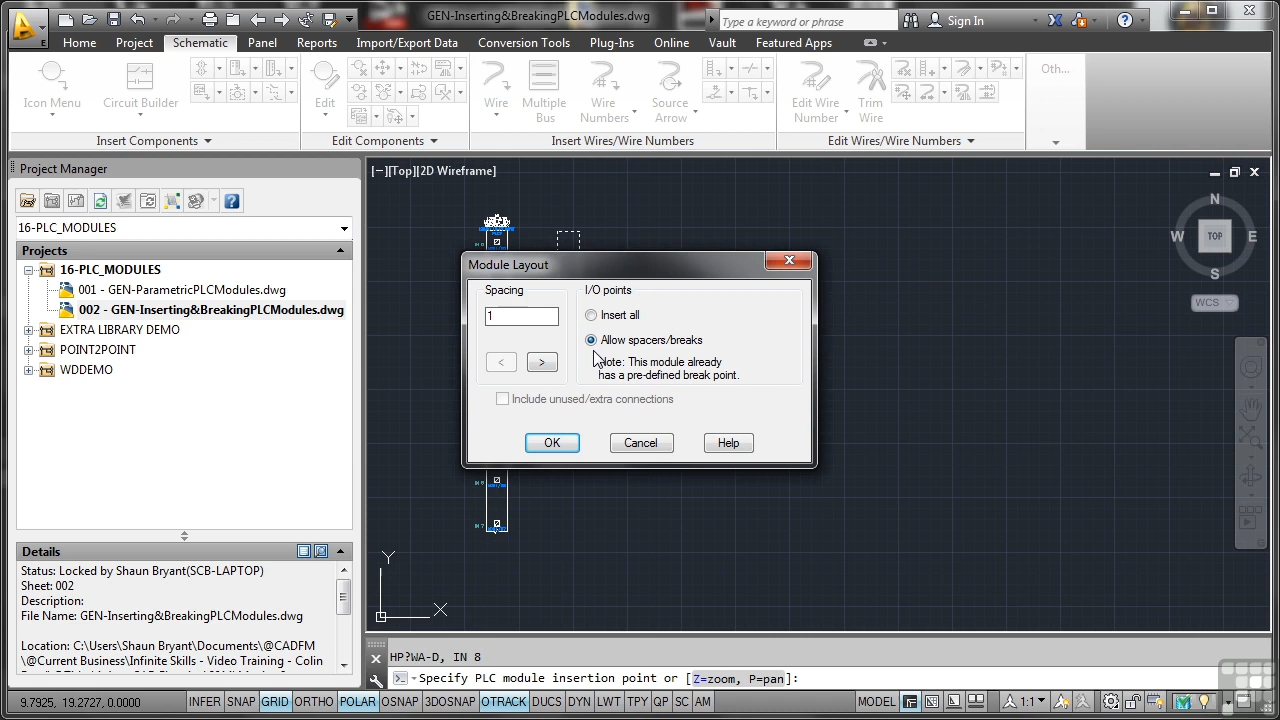 GEN-Inserting&BreakingPLCModules.dwg
Type a keyword or phrase
Sign In
E
Home Project Schematic Panel Reports Import/Export Data Conversion Tools Plug-Ins Online Vault Featured Apps
Icon Menu
Circuit Builder
Edit
Wire
Multiple Bus
Wire Numbers
Source Arrow
Edit Wire Number
Trim Wire
Oth...
Insert Components
Edit Components
Insert Wires/Wire Numbers
Edit Wires/Wire Numbers
Project Manager
16-PLC_MODULES
Projects
16-PLC_MODULES
001 - GEN-ParametricPLCModules.dwg
002 - GEN-Inserting&BreakingPLCModules.dwg
EXTRA LIBRARY DEMO
POINT2POINT
WDDEMO
Details
Status: Locked by Shaun Bryant(SCB-LAPTOP)
Sheet: 002
Description:
File Name: GEN-Inserting&BreakingPLCModules.dwg
Location: C:\Users\Shaun Bryant\Documents\@CADFM
\@Current Business\Infinite Skills - Video Training - Colin
[−][Top][2D Wireframe]
N
W TOP E
S
WCS
Module Layout
Spacing
1
< >
I/O points
Insert all
Allow spacers/breaks
Note: This module already
has a pre-defined break point.
Include unused/extra connections
OK Cancel Help
Y
X
HP?WA-D, IN 8
Specify PLC module insertion point or [Z=zoom, P=pan]:
9.7925, 19.2727, 0.0000
INFER SNAP GRID ORTHO POLAR OSNAP 3DOSNAP OTRACK DUCS DYN LWT TPY QP SC AM
MODEL
1:1